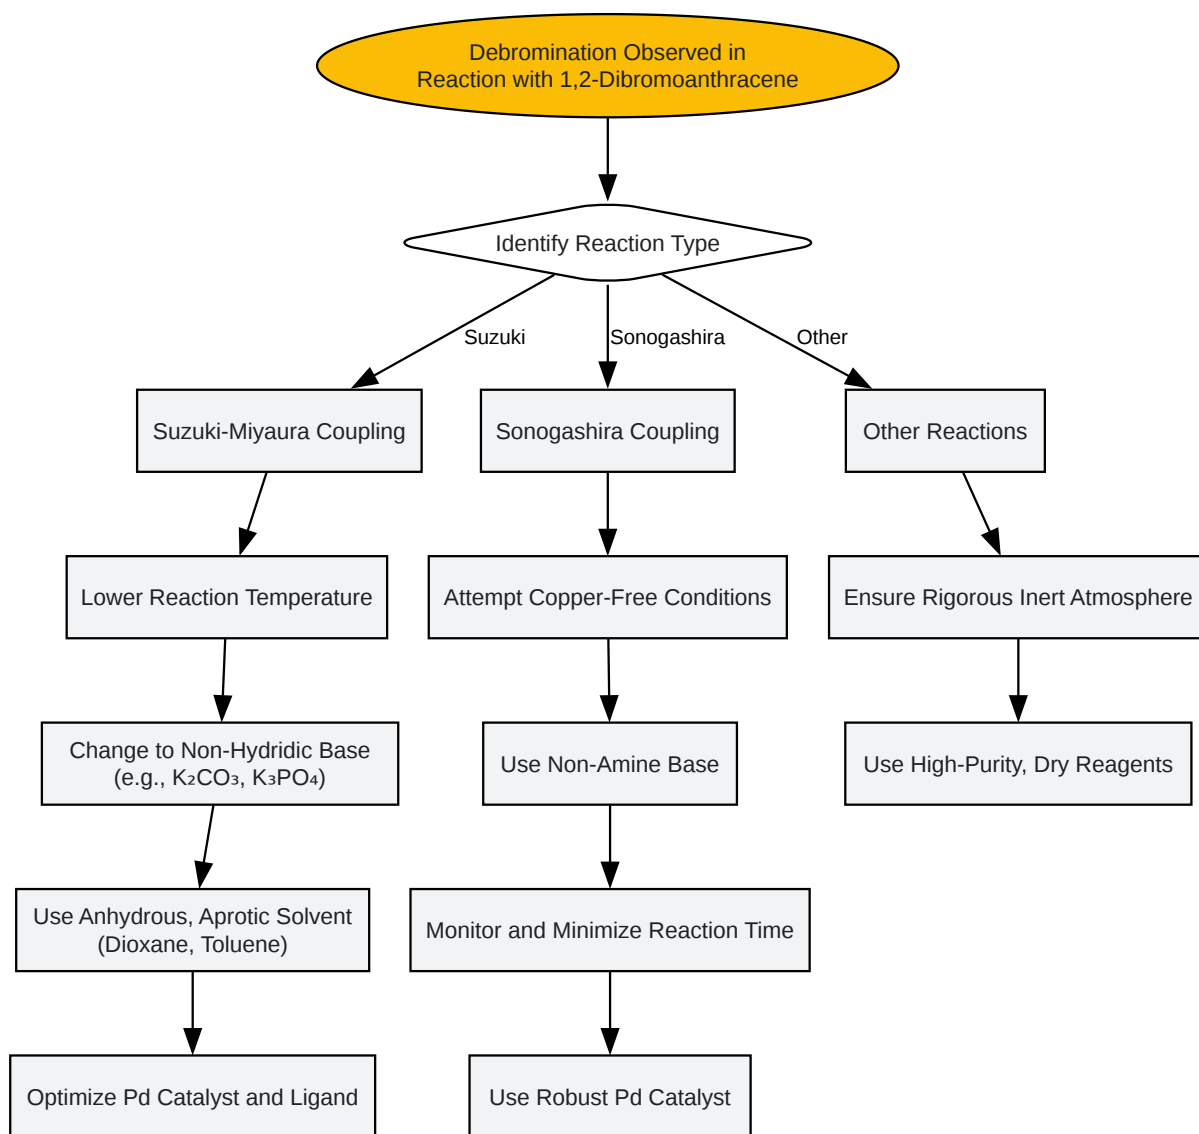 Debromination Observed in
Reaction with 1,2-Dibromoanthracene
Identify Reaction Type
Suzuki
Sonogashira
Other
Suzuki-Miyaura Coupling
Sonogashira Coupling
Other Reactions
Lower Reaction Temperature
Attempt Copper-Free Conditions
Ensure Rigorous Inert Atmosphere
Change to Non-Hydridic Base
(e.g., K₂CO₃, K₃PO₄)
Use Non-Amine Base
Use High-Purity, Dry Reagents
Use Anhydrous, Aprotic Solvent
(Dioxane, Toluene)
Monitor and Minimize Reaction Time
Optimize Pd Catalyst and Ligand
Use Robust Pd Catalyst